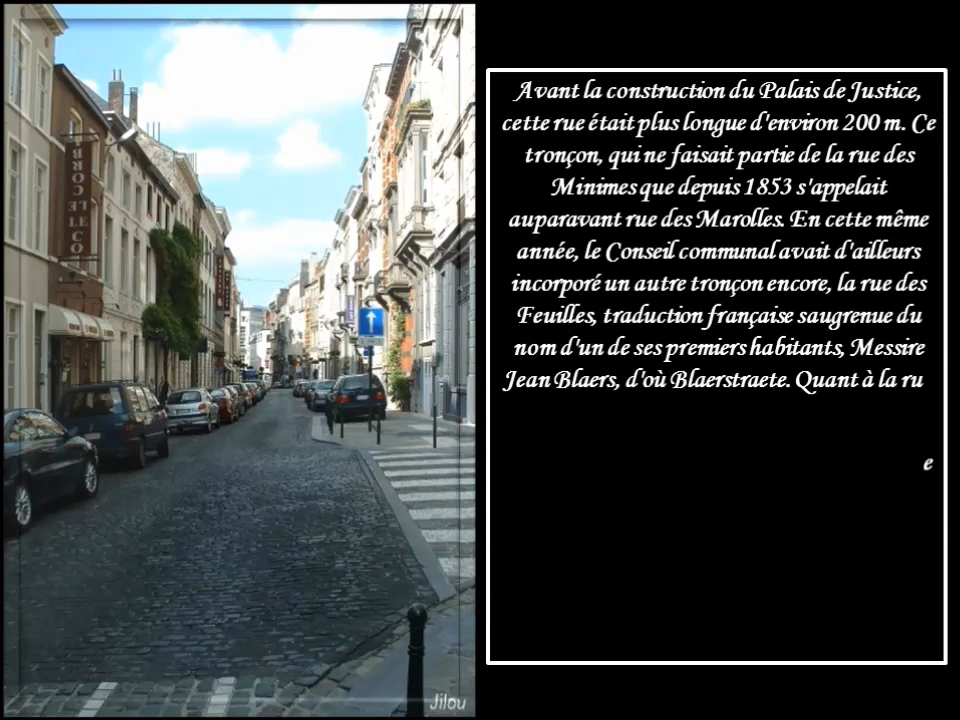 Avant la construction du Palais de Justice,
cette rue était plus longue d'environ 200 m. Ce
tronçon, qui ne faisait partie de la rue des
Minimes que depuis 1853 s'appelait
auparavant rue des Marolles. En cette même
année, le Conseil communal avait d'ailleurs
incorporé un autre tronçon encore, la rue des
Feuilles, traduction française saugrenue du
nom d'un de ses premiers habitants, Messire
Jean Blaers, d'où Blaerstraete. Quant à la ru
e
Jilou